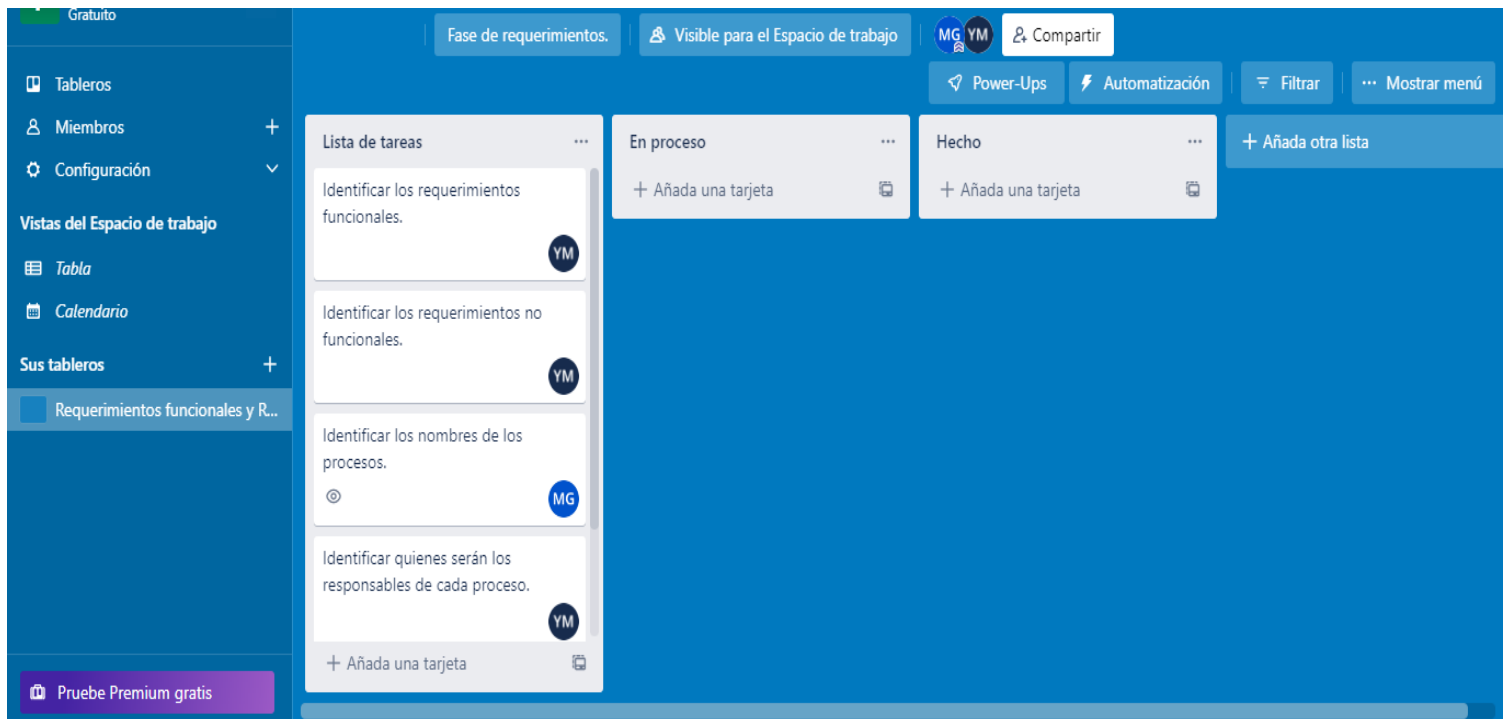 Gratuito
Tableros
Miembros
Configuración
Vistas del Espacio de trabajo
Tabla
Calendario
Sus tableros
Requerimientos funcionales y R...
Pruebe Premium gratis
Fase de requerimientos.
Visible para el Espacio de trabajo
MG YM
Compartir
Power-Ups
Automatización
Filtrar
Mostrar menú
Lista de tareas
Identificar los requerimientos
funcionales.
YM
Identificar los requerimientos no
funcionales.
YM
Identificar los nombres de los
procesos.
MG
Identificar quienes serán los
responsables de cada proceso.
YM
+ Añada una tarjeta
En proceso
+ Añada una tarjeta
Hecho
+ Añada una tarjeta
+ Añada otra lista